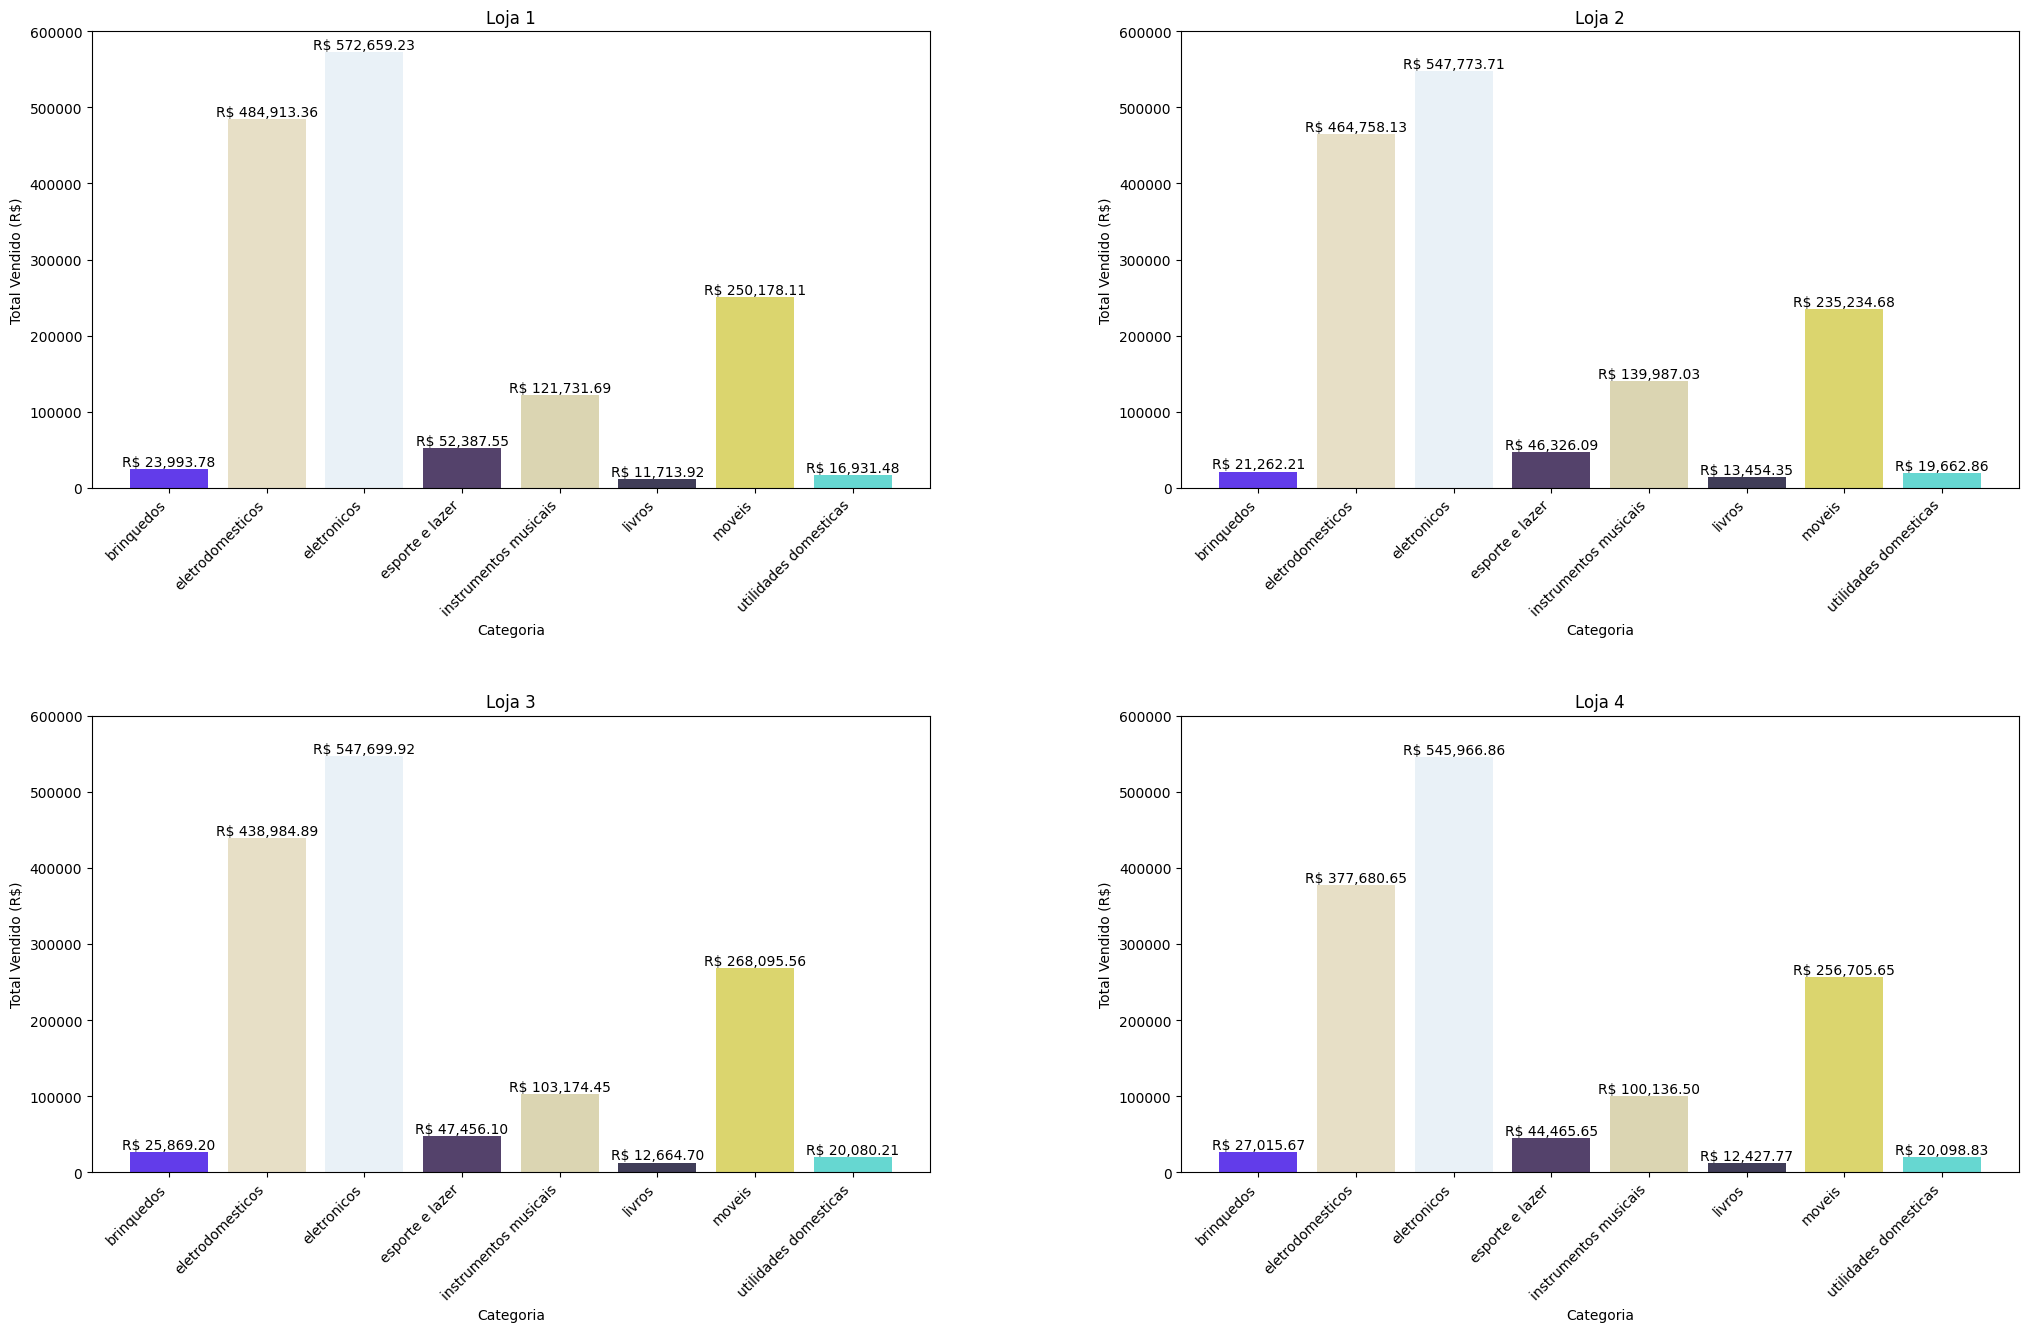 Loja 1
Total Vendido (R$)
600000
500000
400000
300000
200000
100000
0
R$ 23,993.78
R$ 484,913.36
R$ 572,659.23
R$ 52,387.55
R$ 121,731.69
R$ 11,713.92
R$ 250,178.11
R$ 16,931.48
brinquedos
eletrodomesticos
eletronicos
esporte e lazer
instrumentos musicais
livros
moveis
utilidades domesticas
Categoria
Loja 2
Total Vendido (R$)
600000
500000
400000
300000
200000
100000
0
R$ 21,262.21
R$ 464,758.13
R$ 547,773.71
R$ 46,326.09
R$ 139,987.03
R$ 13,454.35
R$ 235,234.68
R$ 19,662.86
brinquedos
eletrodomesticos
eletronicos
esporte e lazer
instrumentos musicais
livros
moveis
utilidades domesticas
Categoria
Loja 3
Total Vendido (R$)
600000
500000
400000
300000
200000
100000
0
R$ 25,869.20
R$ 438,984.89
R$ 547,699.92
R$ 47,456.10
R$ 103,174.45
R$ 12,664.70
R$ 268,095.56
R$ 20,080.21
brinquedos
eletrodomesticos
eletronicos
esporte e lazer
instrumentos musicais
livros
moveis
utilidades domesticas
Categoria
Loja 4
Total Vendido (R$)
600000
500000
400000
300000
200000
100000
0
R$ 27,015.67
R$ 377,680.65
R$ 545,966.86
R$ 44,465.65
R$ 100,136.50
R$ 12,427.77
R$ 256,705.65
R$ 20,098.83
brinquedos
eletrodomesticos
eletronicos
esporte e lazer
instrumentos musicais
livros
moveis
utilidades domesticas
Categoria